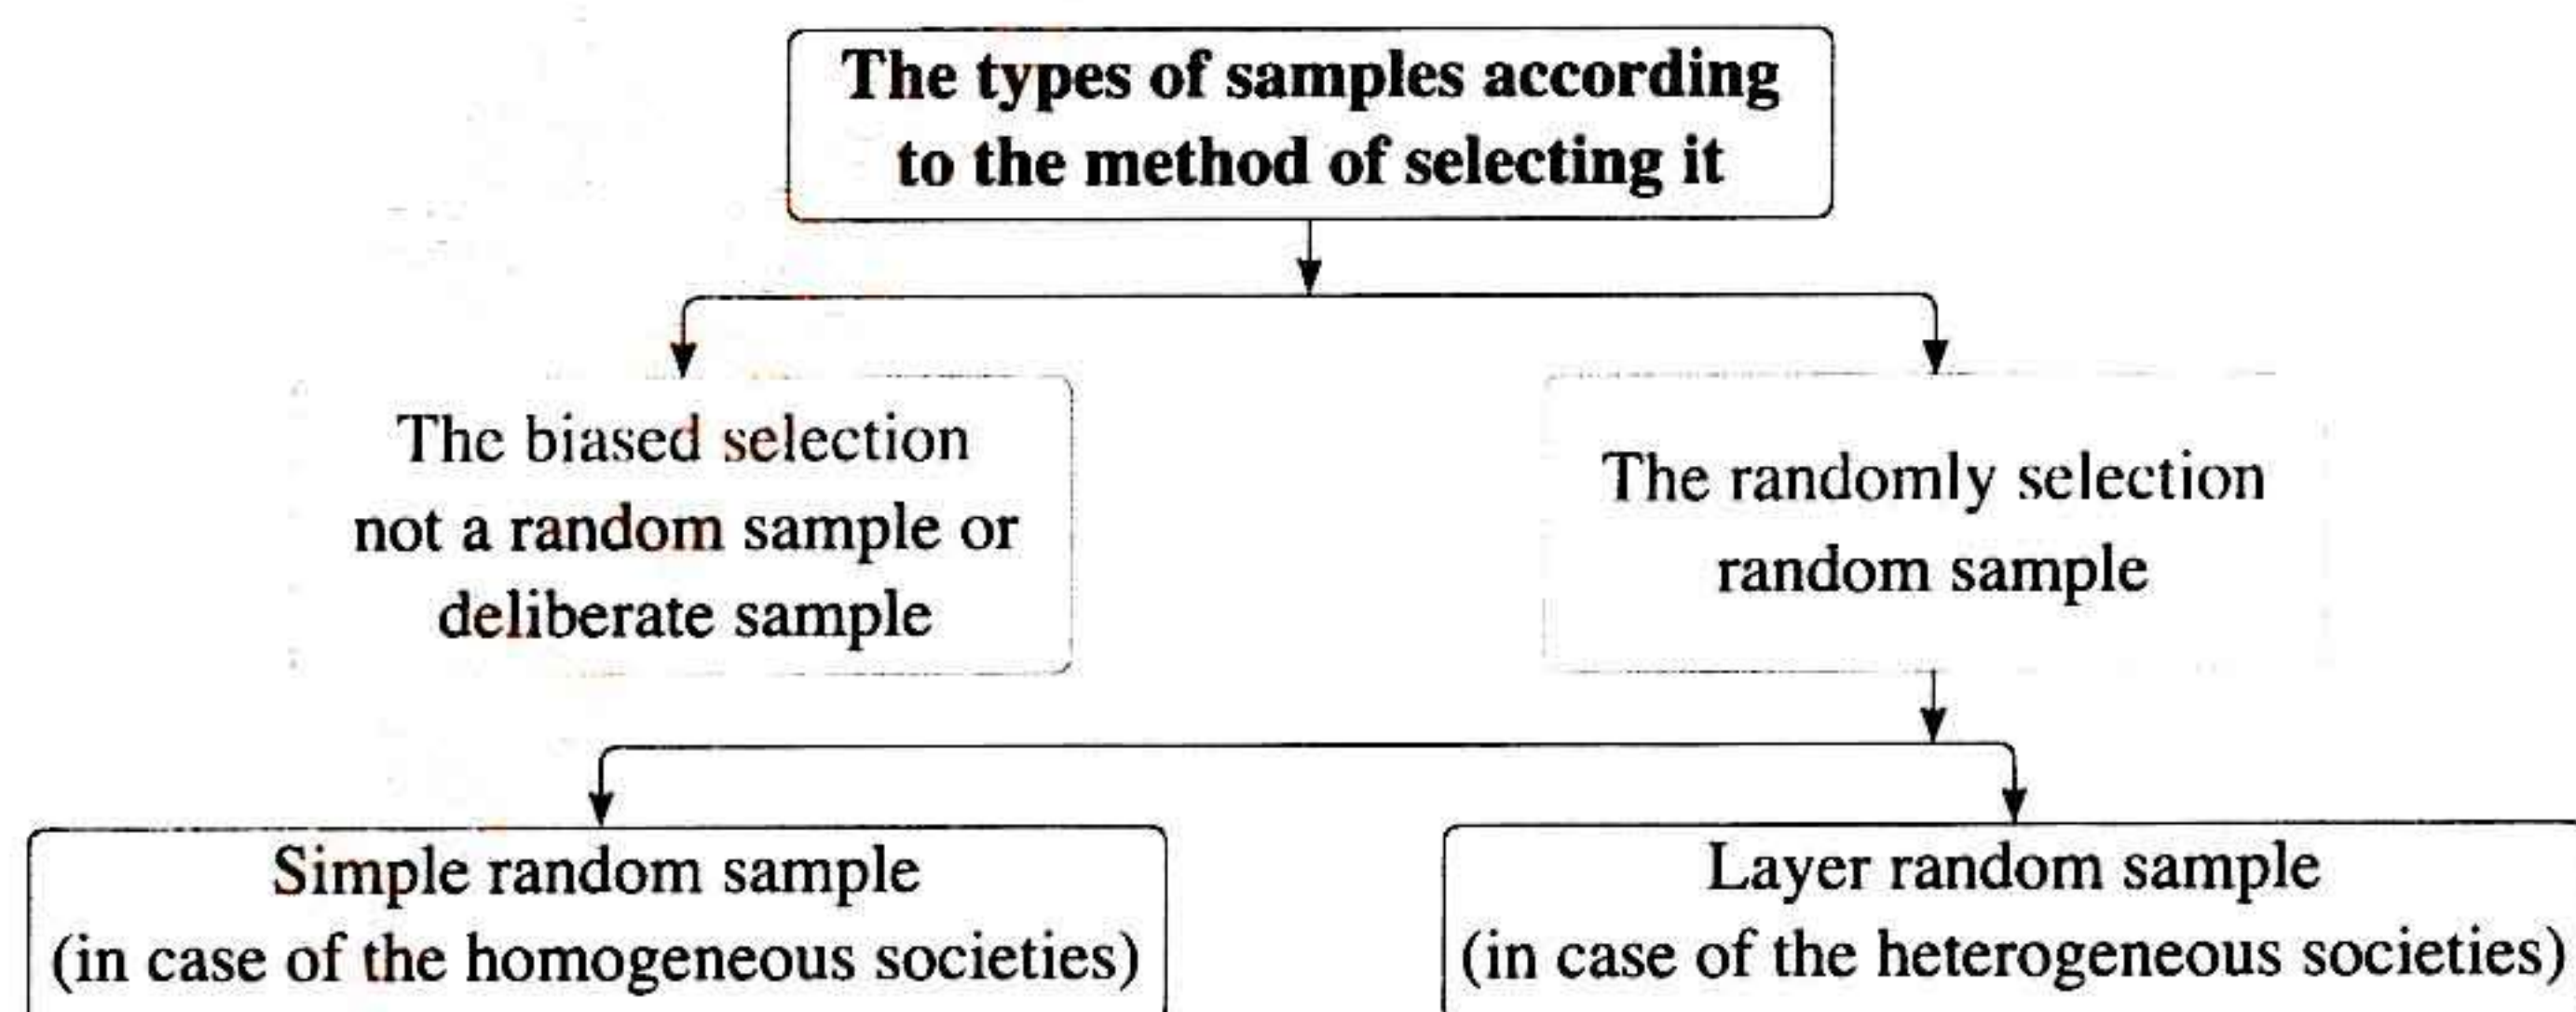 The types of samples according
to the method of selecting it
The biased selection
not a random sample or
deliberate sample
The randomly selection
random sample
Simple random sample
(in case of the homogeneous societies)
Layer random sample
(in case of the heterogeneous societies)